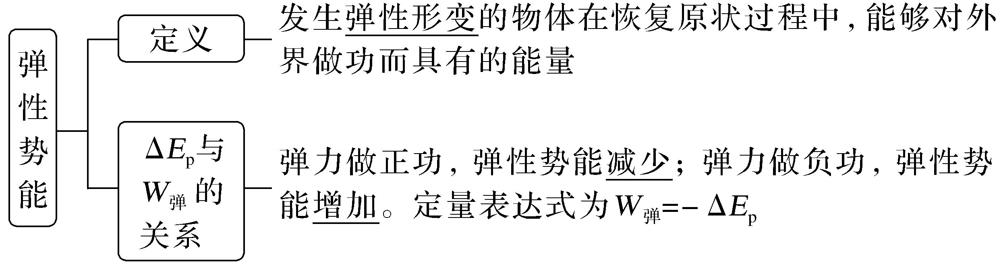 弹性势能
定义
发生弹性形变的物体在恢复原状过程中,能够对外
界做功而具有的能量
ΔEp与
W弹的
关系
弹力做正功,弹性势能减少;弹力做负功,弹性势
能增加。定量表达式为W弹=-ΔEp